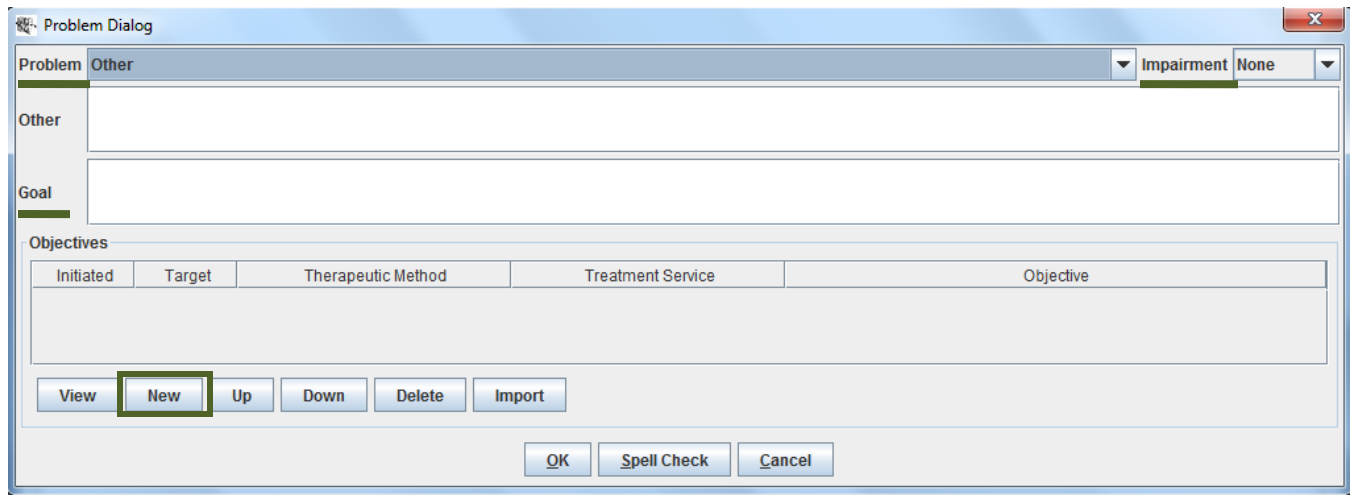 Problem Dialog
Problem Other Impairment None
Other
Goal
Objectives
Initiated Target Therapeutic Method Treatment Service Objective
View New Up Down Delete Import
OK Spell Check Cancel